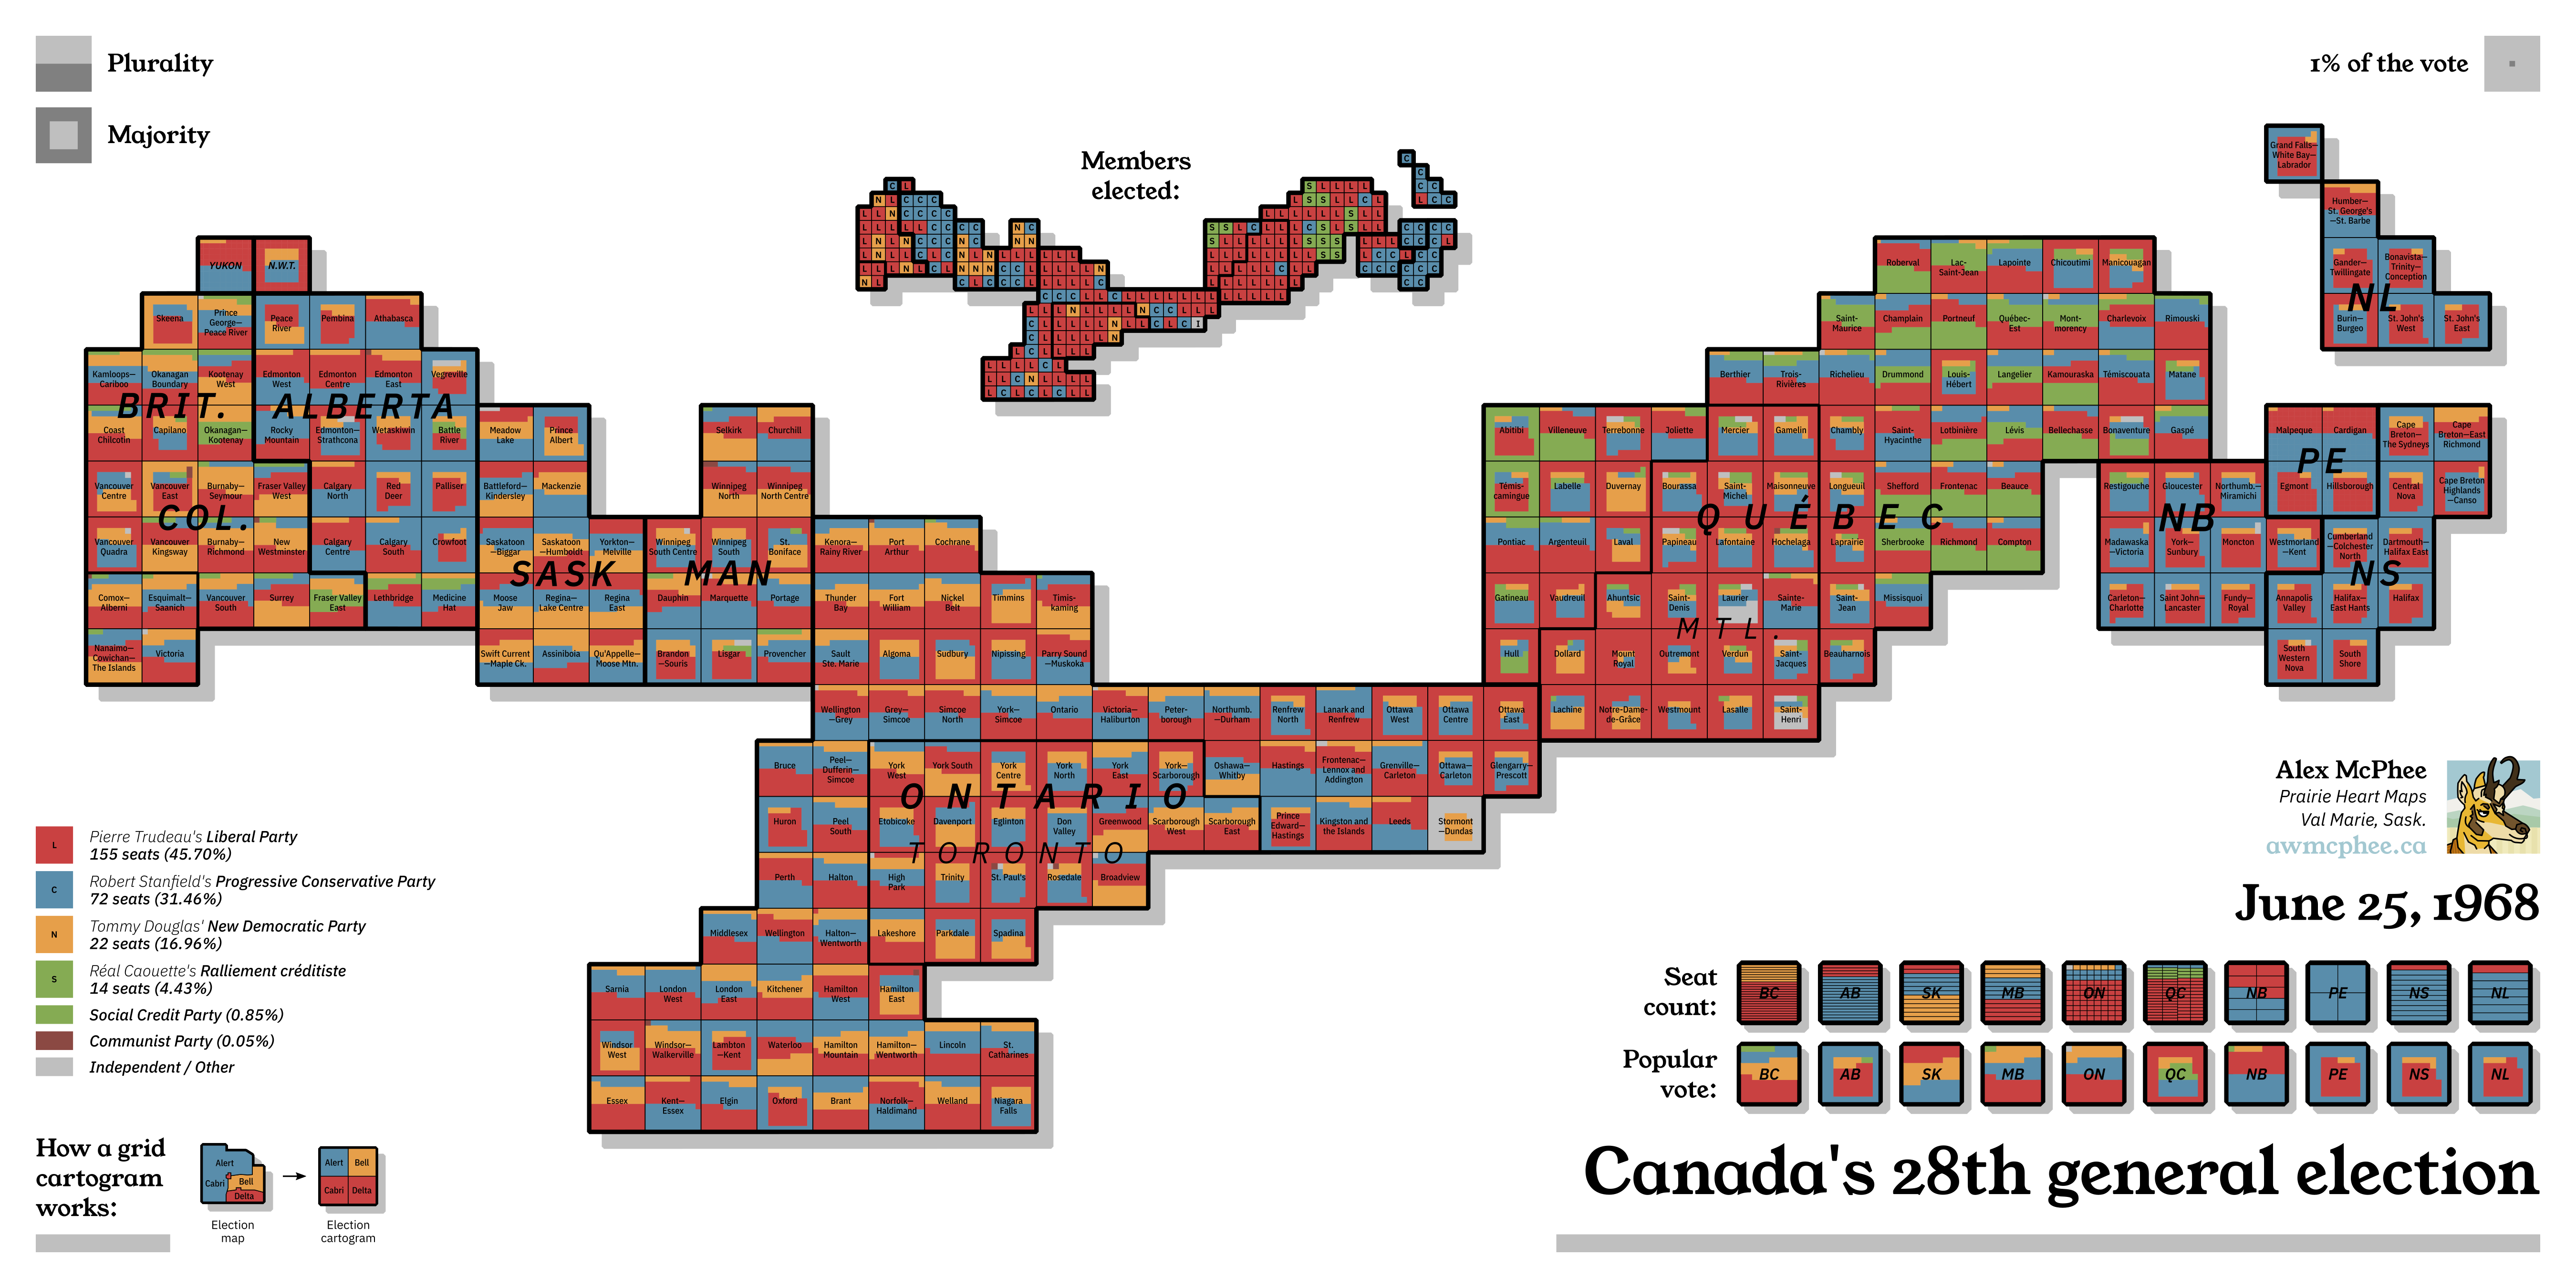 Plurality
Majority
1% of the vote
Members
elected:
YUKON
N.W.T.
Skeena
Prince
George—
Peace River
Peace
River
Pembina
Athabasca
Kamloops—
Cariboo
Okanagan
Boundary
Kootenay
West
Edmonton
West
Edmonton
Centre
Edmonton
East
Vegreville
BRIT.
ALBERTA
Coast
Chilcotin
Capilano
Okanagan—
Kootenay
Rocky
Mountain
Edmonton—
Strathcona
Wetaskiwin
Battle
River
Meadow
Lake
Prince
Albert
Selkirk
Churchill
Vancouver
Centre
Vancouver
East
Burnaby—
Seymour
Fraser Valley
West
Calgary
North
Red
Deer
Palliser
Battleford—
Kindersley
Mackenzie
Winnipeg
North
Winnipeg
North Centre
COL.
Vancouver
Quadra
Vancouver
Kingsway
Burnaby—
Richmond
New
Westminster
Calgary
Centre
Calgary
South
Crowfoot
Saskatoon
—Biggar
Saskatoon
—Humboldt
Yorkton—
Melville
Winnipeg
South Centre
Winnipeg
South
St.
Boniface
Kenora—
Rainy River
Port
Arthur
Cochrane
SASK
MAN
Comox—
Alberni
Esquimalt—
Saanich
Vancouver
South
Surrey
Fraser Valley
East
Lethbridge
Medicine
Hat
Moose
Jaw
Regina—
Lake Centre
Regina
East
Dauphin
Marquette
Portage
Thunder
Bay
Fort
William
Nickel
Belt
Timmins
Timis-
kaming
Nanaimo—
Cowichan—
The Islands
Victoria
Swift Current
—Maple Ck.
Assiniboia
Qu'Appelle—
Moose Mtn.
Brandon
—Souris
Lisgar
Provencher
Sault
Ste. Marie
Algoma
Sudbury
Nipissing
Parry Sound
—Muskoka
Wellington
—Grey
Grey—
Simcoe
Simcoe
North
York—
Simcoe
Ontario
Victoria—
Haliburton
Peter-
borough
Northumb.
—Durham
Renfrew
North
Lanark and
Renfrew
Ottawa
West
Ottawa
Centre
Ottawa
East
Bruce
Peel—
Dufferin—
Simcoe
York
West
York South
York
Centre
York
North
York
East
York—
Scarborough
Oshawa—
Whitby
Hastings
Frontenac—
Lennox and
Addington
Grenville—
Carleton
Ottawa—
Carleton
Glengarry—
Prescott
ONTARIO
Huron
Peel
South
Etobicoke
Davenport
Eglinton
Don
Valley
Greenwood
Scarborough
West
Scarborough
East
Prince
Edward—
Hastings
Kingston and
the Islands
Leeds
Stormont
—Dundas
TORONTO
Perth
Halton
High
Park
Trinity
St. Paul's
Rosedale
Broadview
Middlesex
Wellington
Halton—
Wentworth
Lakeshore
Parkdale
Spadina
Sarnia
London
West
London
East
Kitchener
Hamilton
West
Hamilton
East
Windsor
West
Windsor—
Walkerville
Lambton
—Kent
Waterloo
Hamilton
Mountain
Hamilton—
Wentworth
Lincoln
St.
Catharines
Essex
Kent—
Essex
Elgin
Oxford
Brant
Norfolk—
Haldimand
Welland
Niagara
Falls
Roberval
Lac-
Saint-Jean
Lapointe
Chicoutimi
Manicouagan
Saint-
Maurice
Champlain
Portneuf
Québec-
Est
Mont-
morency
Charlevoix
Rimouski
Berthier
Trois-
Rivières
Richelieu
Drummond
Louis-
Hébert
Langelier
Kamouraska
Témiscouata
Matane
Abitibi
Villeneuve
Terrebonne
Joliette
Mercier
Gamelin
Chambly
Saint-
Hyacinthe
Lotbinière
Lévis
Bellechasse
Bonaventure
Gaspé
Témis-
camingue
Labelle
Duvernay
Bourassa
Saint-
Michel
Maisonneuve
Longueuil
Shefford
Frontenac
Beauce
QUÉBEC
Pontiac
Argenteuil
Laval
Papineau
Lafontaine
Hochelaga
Laprairie
Sherbrooke
Richmond
Compton
Gatineau
Vaudreuil
Ahuntsic
Saint-
Denis
Laurier
Sainte-
Marie
Saint-
Jean
Missisquoi
MTL.
Hull
Dollard
Mount
Royal
Outremont
Verdun
Saint-
Jacques
Beauharnois
Lachine
Notre-Dame-
de-Grâce
Westmount
Lasalle
Saint-
Henri
Grand Falls—
White Bay—
Labrador
Humber—
St. George's
—St. Barbe
Gander—
Twillingate
Bonavista—
Trinity—
Conception
NL
Burin—
Burgeo
St. John's
West
St. John's
East
Malpeque
Cardigan
Cape
Breton—
The Sydneys
Cape
Breton—East
Richmond
PE
Restigouche
Gloucester
Northumb.—
Miramichi
Egmont
Hillsborough
Central
Nova
Cape Breton
Highlands
—Canso
NB
Madawaska
—Victoria
York—
Sunbury
Moncton
Westmorland
—Kent
Cumberland
—Colchester
North
Dartmouth—
Halifax East
NS
Carleton—
Charlotte
Saint John—
Lancaster
Fundy—
Royal
Annapolis
Valley
Halifax—
East Hants
Halifax
South
Western
Nova
South
Shore
L
Pierre Trudeau's Liberal Party
155 seats (45.70%)
C
Robert Stanfield's Progressive Conservative Party
72 seats (31.46%)
N
Tommy Douglas' New Democratic Party
22 seats (16.96%)
S
Réal Caouette's Ralliement créditiste
14 seats (4.43%)
Social Credit Party (0.85%)
Communist Party (0.05%)
Independent / Other
How a grid
cartogram
works:
Alert
Cabri
Bell
Delta
Election
map
Alert
Bell
Cabri
Delta
Election
cartogram
Alex McPhee
Prairie Heart Maps
Val Marie, Sask.
awmcphee.ca
June 25, 1968
Seat
count:
BC AB SK MB ON QC NB PE NS NL
Popular
vote:
BC AB SK MB ON QC NB PE NS NL
Canada's 28th general election